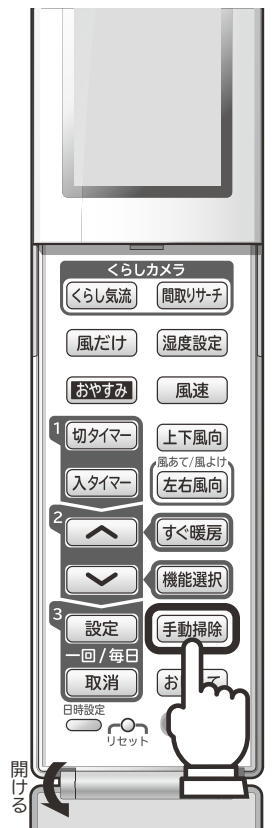 くらしカメラ
くらし気流 間取りサーチ
風だけ 湿度設定
おやすみ 風速
1 切タイマー 上下風向
風あて/風よけ
入タイマー 左右風向
2 すぐ暖房
機能選択
3 設定 手動掃除
一回/毎日
取消
日時設定
リセット
開ける